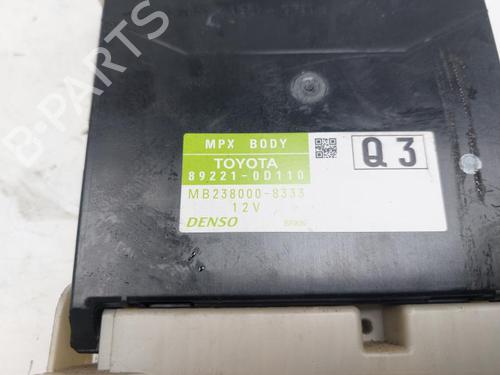 MPX BODY
TOYOTA
89221-0D110
MB238000-8333
12V
DENSO
Q3
B-PARTS